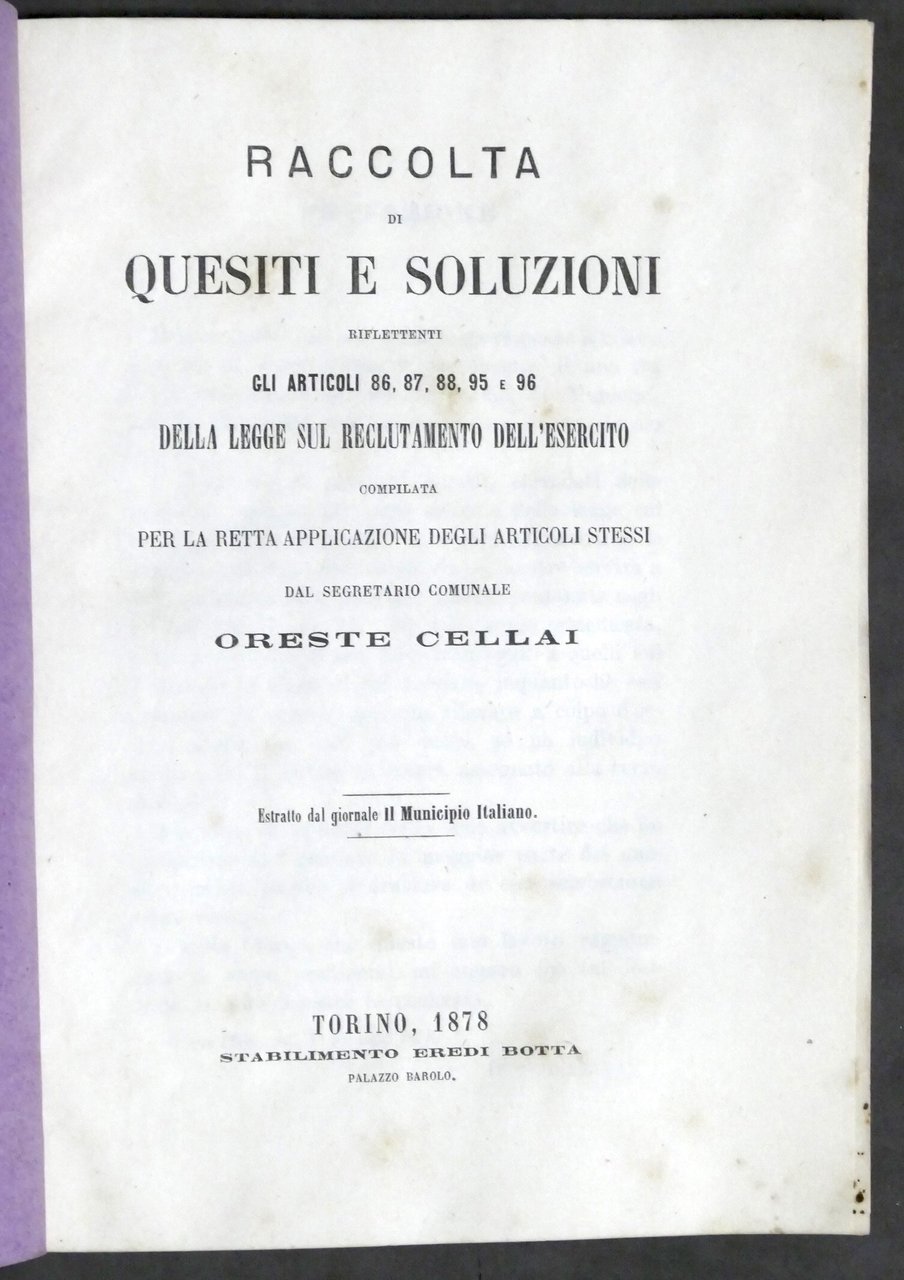 RACCOLTA
DI
QUESITI E SOLUZIONI
RIFLETTENTI
GLI ARTICOLI 86, 87, 88, 95 E 96
DELLA LEGGE SUL RECLUTAMENTO DELL'ESERCITO
COMPILATA
PER LA RETTA APPLICAZIONE DEGLI ARTICOLI STESSI
DAL SEGRETARIO COMUNALE
ORESTE CELLAI
Estratto dal giornale Il Municipio Italiano.
TORINO, 1878
STABILIMENTO EREDI BOTTA
PALAZZO BAROLO.